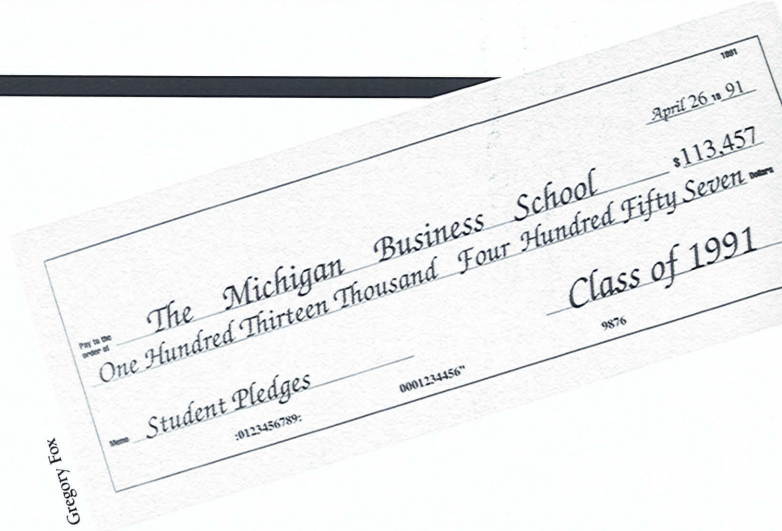 1991
April 26 19 91
$113,457
Pay to the
order of
The Michigan Business School
One Hundred Thirteen Thousand Four Hundred Fifty Seven Dollars
Class of 1991
Memo Student Pledges
:0123456789: 0001234456" 9876
Gregory Fox